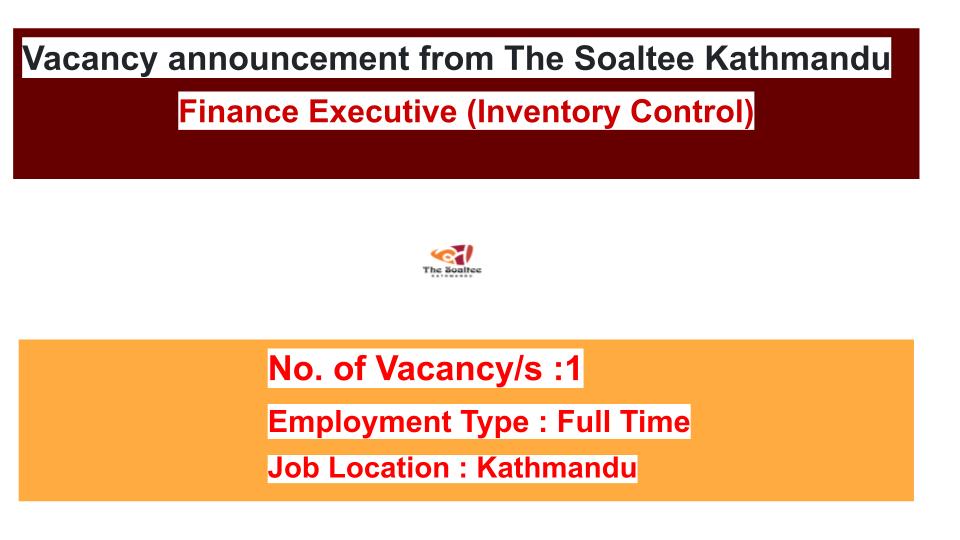 Vacancy announcement from The Soaltee Kathmandu
Finance Executive (Inventory Control)
The Soaltee
KATHMANDU
No. of Vacancy/s :1
Employment Type : Full Time
Job Location : Kathmandu